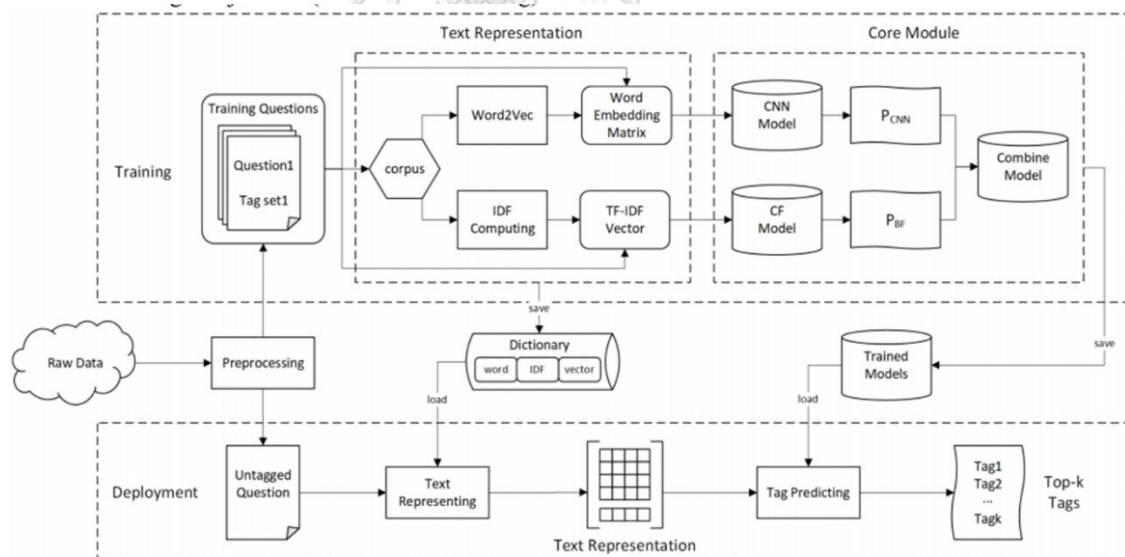 Text Representation
Core Module
Training Questions
Question1
Tag set1
Training
corpus
Word2Vec
Word
Embedding
Matrix
IDF
Computing
TF-IDF
Vector
CNN
Model
PCNN
CF
Model
PBF
Combine
Model
save
save
Raw Data
Preprocessing
Dictionary
word IDF vector
Trained
Models
load
load
Deployment
Untagged
Question
Text
Representing
Text Representation
Tag Predicting
Tag1
Tag2
...
Tagk
Top-k
Tags